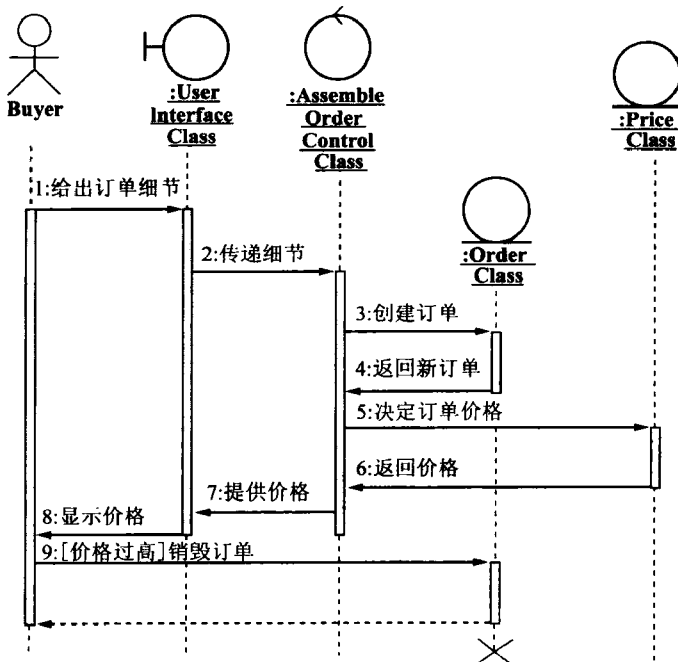 Buyer
:User
Interface
Class
:Assemble
Order
Control
Class
:Price
Class
:Order
Class
1:给出订单细节
2:传递细节
3:创建订单
4:返回新订单
5:决定订单价格
6:返回价格
7:提供价格
8:显示价格
9:[价格过高]销毁订单